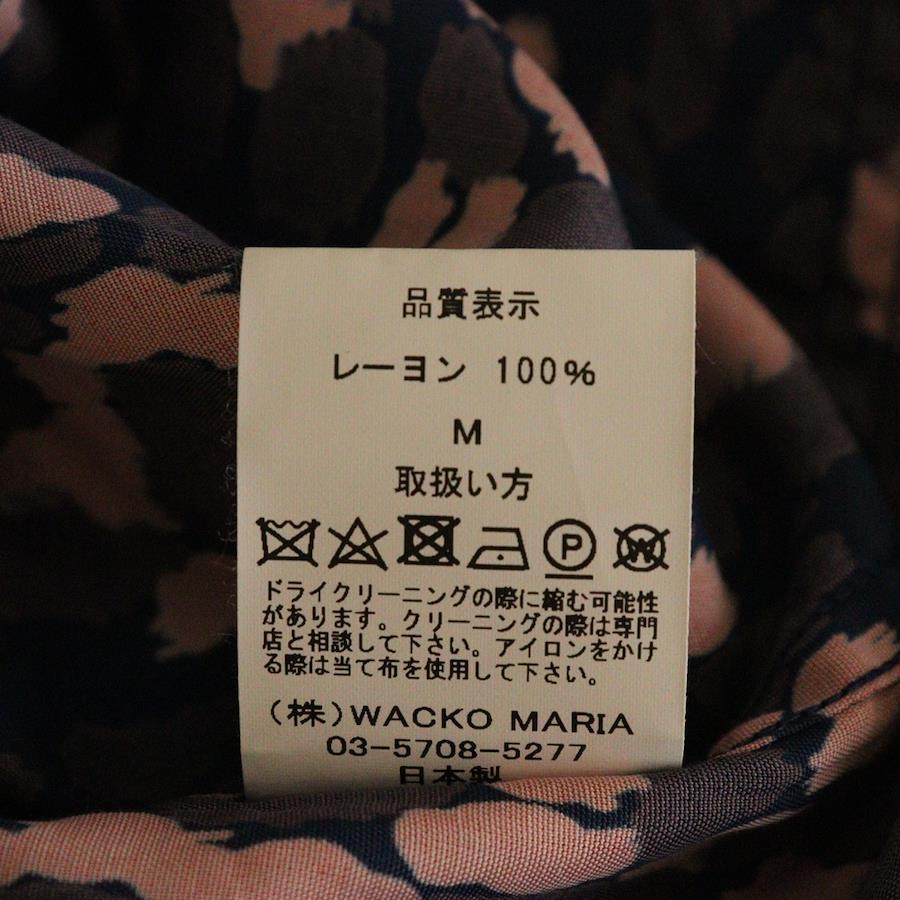 品質表示
レーヨン 100%
M
取扱い方
P W
ドライクリーニングの際に縮む可能性
があります。クリーニングの際は専門
店と相談して下さい。アイロンをかけ
る際は当て布を使用して下さい。
(株)WACKO MARIA
03-5708-5277
日本製